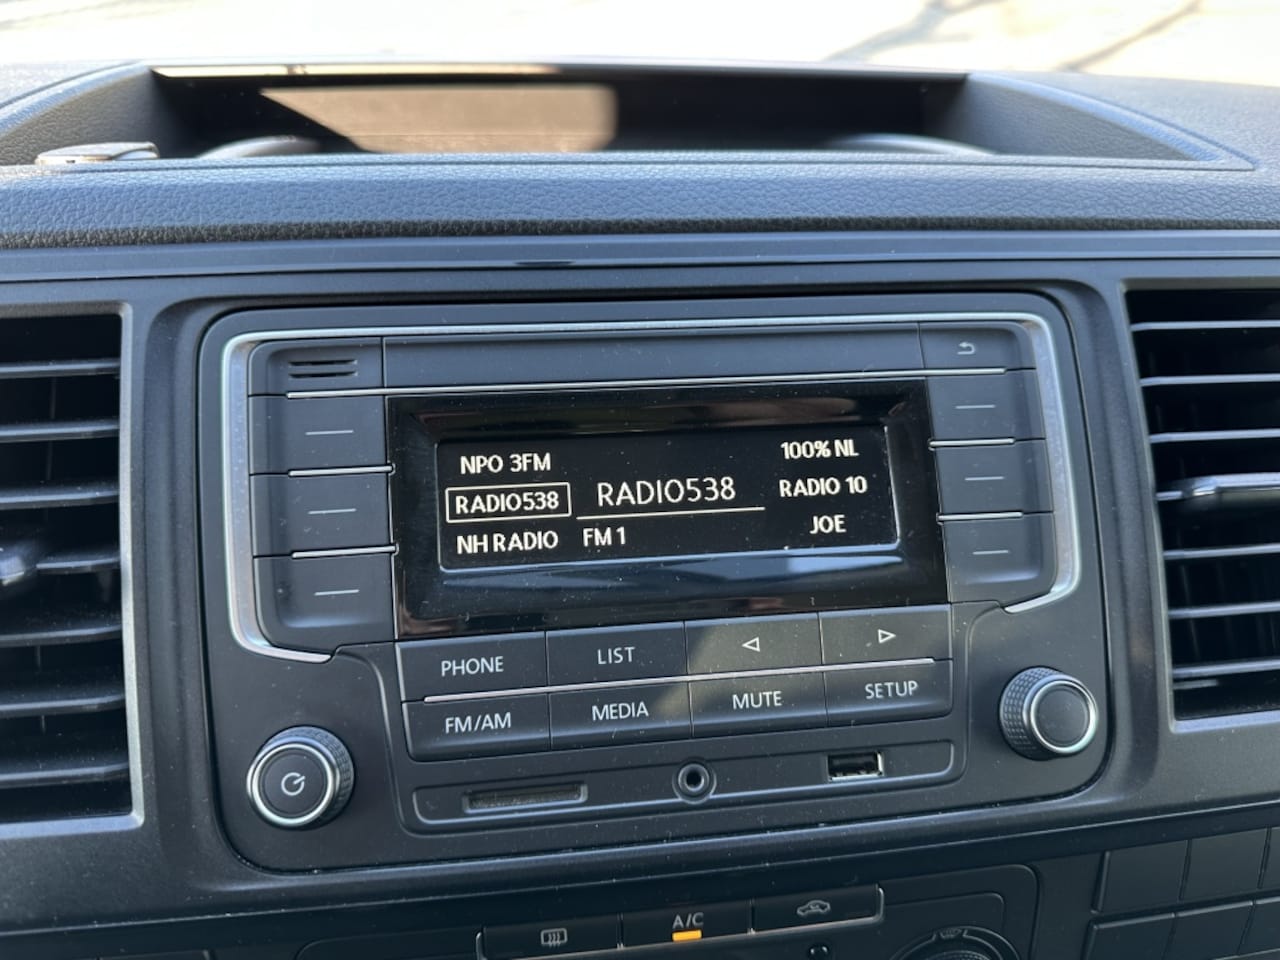 NPO 3FM
RADIO538
NH RADIO
RADIO538
FM 1
100% NL
RADIO 10
JOE
PHONE
LIST
FM/AM
MEDIA
MUTE
SETUP
A/C